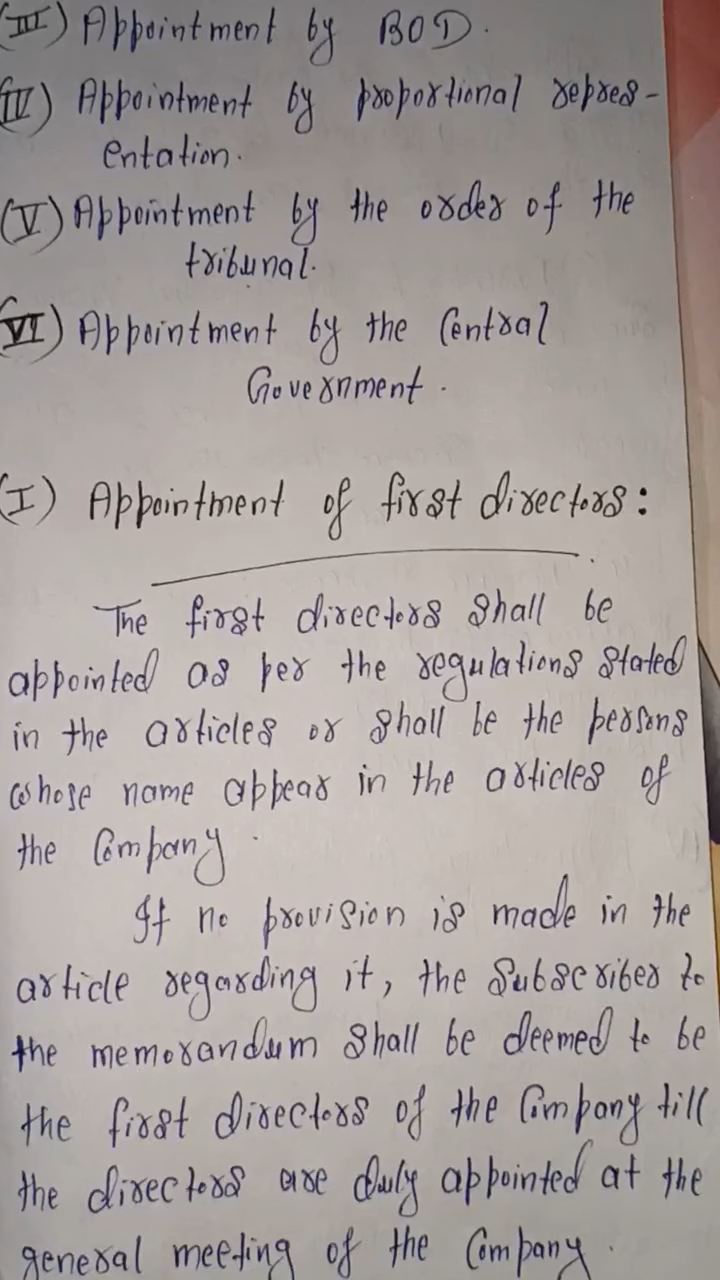 (III) Appointment by BOD.
(IV) Appointment by proportional repres-
entation.
(V) Appointment by the order of the
tribunal.
(VI) Appointment by the Central
Government.
(I) Appointment of first directors:
The first directors shall be
appointed as per the regulations stated
in the articles or shall be the persons
whose name appear in the articles of
the Company.
If no provision is made in the
article regarding it, the Subscriber to
the memorandum shall be deemed to be
the first directors of the Company till
the directors are duly appointed at the
general meeting of the Company.